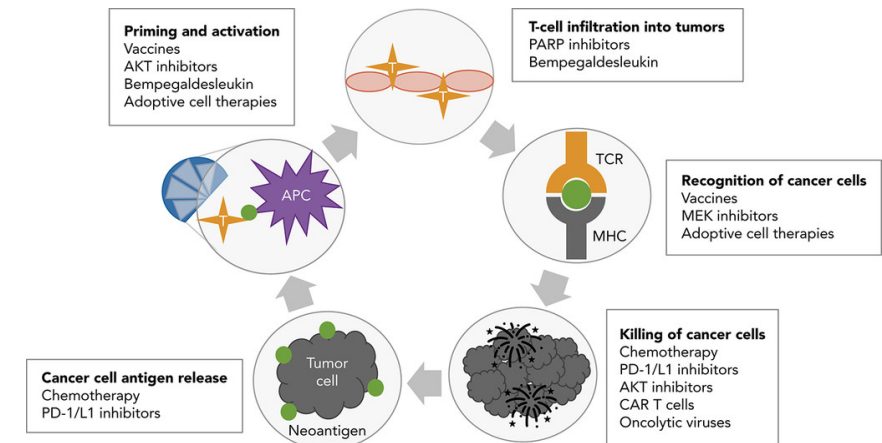 Priming and activation
Vaccines
AKT inhibitors
Bempegaldesleukin
Adoptive cell therapies
T
T
T-cell infiltration into tumors
PARP inhibitors
Bempegaldesleukin
TCR
MHC
Recognition of cancer cells
Vaccines
MEK inhibitors
Adoptive cell therapies
Killing of cancer cells
Chemotherapy
PD-1/L1 inhibitors
AKT inhibitors
CAR T cells
Oncolytic viruses
Tumor
cell
Neoantigen
Cancer cell antigen release
Chemotherapy
PD-1/L1 inhibitors
APC
T